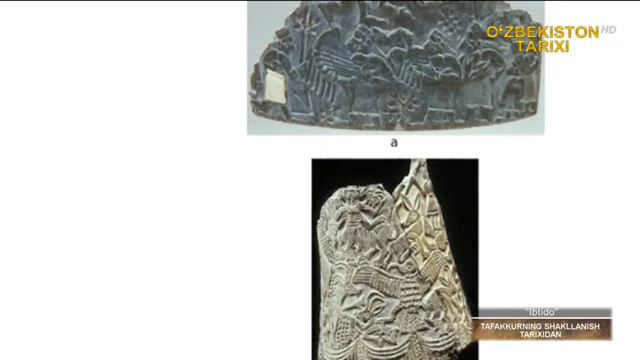 O'ZBEKISTON HD
TARIXI
a
"Ibtido"
TAFAKKURNING SHAKLLANISH
TARIXIDAN